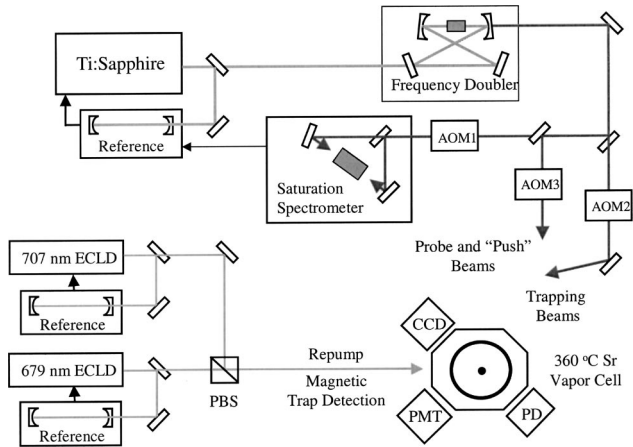 Ti:Sapphire
Reference
Frequency Doubler
Saturation
Spectrometer
AOM1
AOM3
AOM2
Probe and “Push”
Beams
Trapping
Beams
707 nm ECLD
Reference
679 nm ECLD
Reference
PBS
Repump
Magnetic
Trap Detection
CCD
PMT
PD
360 ºC Sr
Vapor Cell